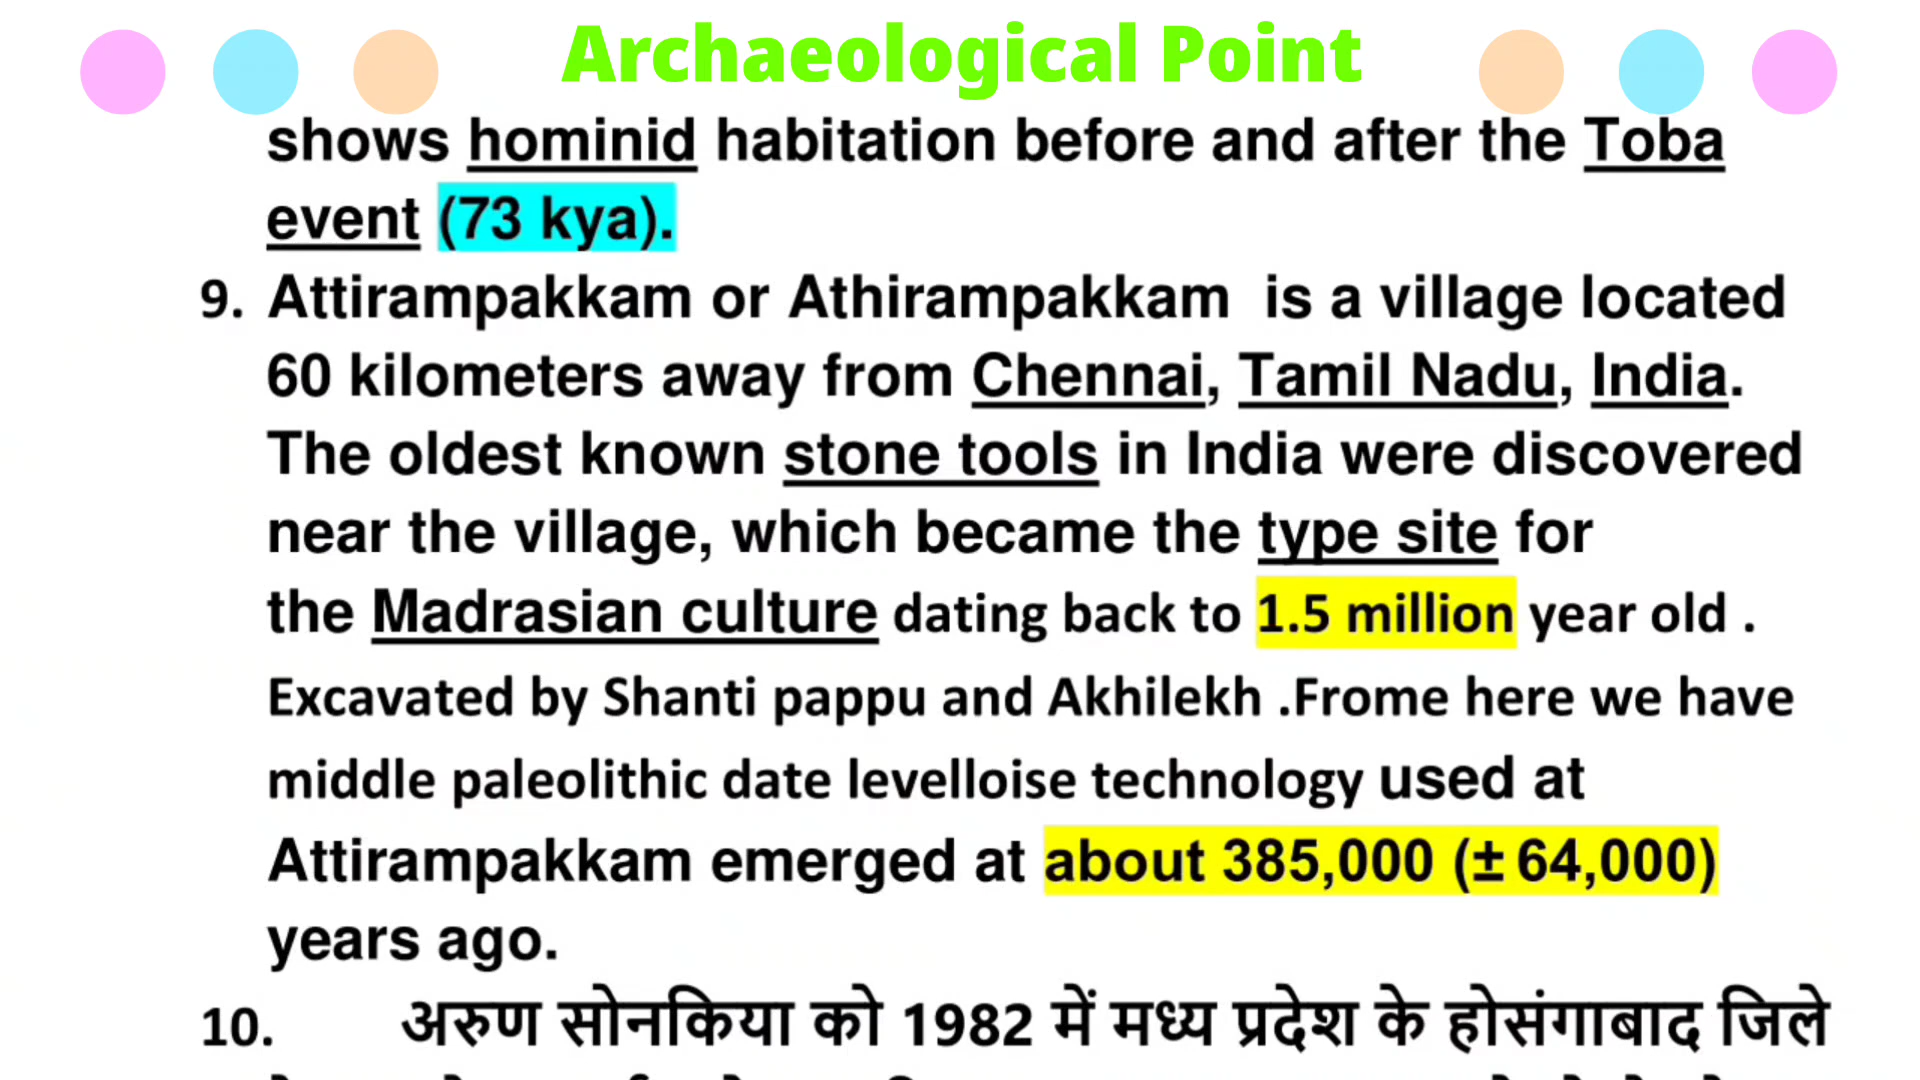 Archaeological Point
shows hominid habitation before and after the Toba
event (73 kya).
9. Attirampakkam or Athirampakkam is a village located
60 kilometers away from Chennai, Tamil Nadu, India.
The oldest known stone tools in India were discovered
near the village, which became the type site for
the Madrasian culture dating back to 1.5 million year old .
Excavated by Shanti pappu and Akhilekh .Frome here we have
middle paleolithic date levelloise technology used at
Attirampakkam emerged at about 385,000 (± 64,000)
years ago.
10. अरुण सोनकिया को 1982 में मध्य प्रदेश के होसंगाबाद जिले